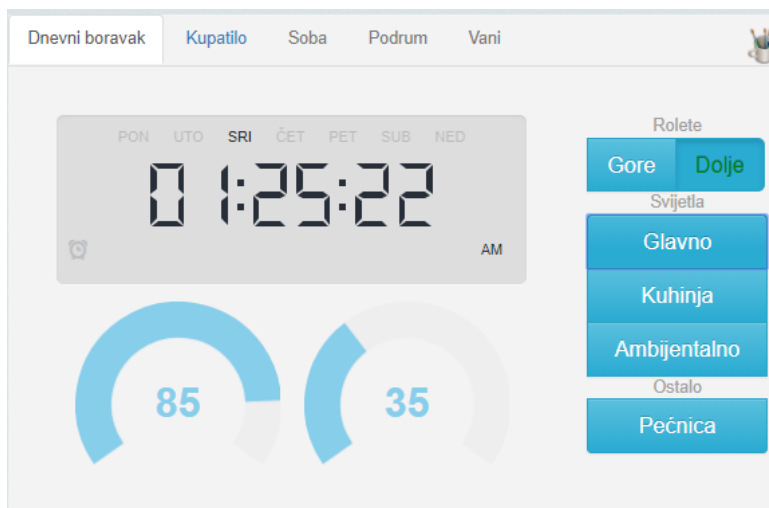 Dnevni boravak Kupatilo Soba Podrum Vani
PON UTO SRI ČET PET SUB NED
01:25:22
AM
85 35
Rolete
Gore Dolje
Svijetla
Glavno
Kuhinja
Ambijentalno
Ostalo
Pećnica